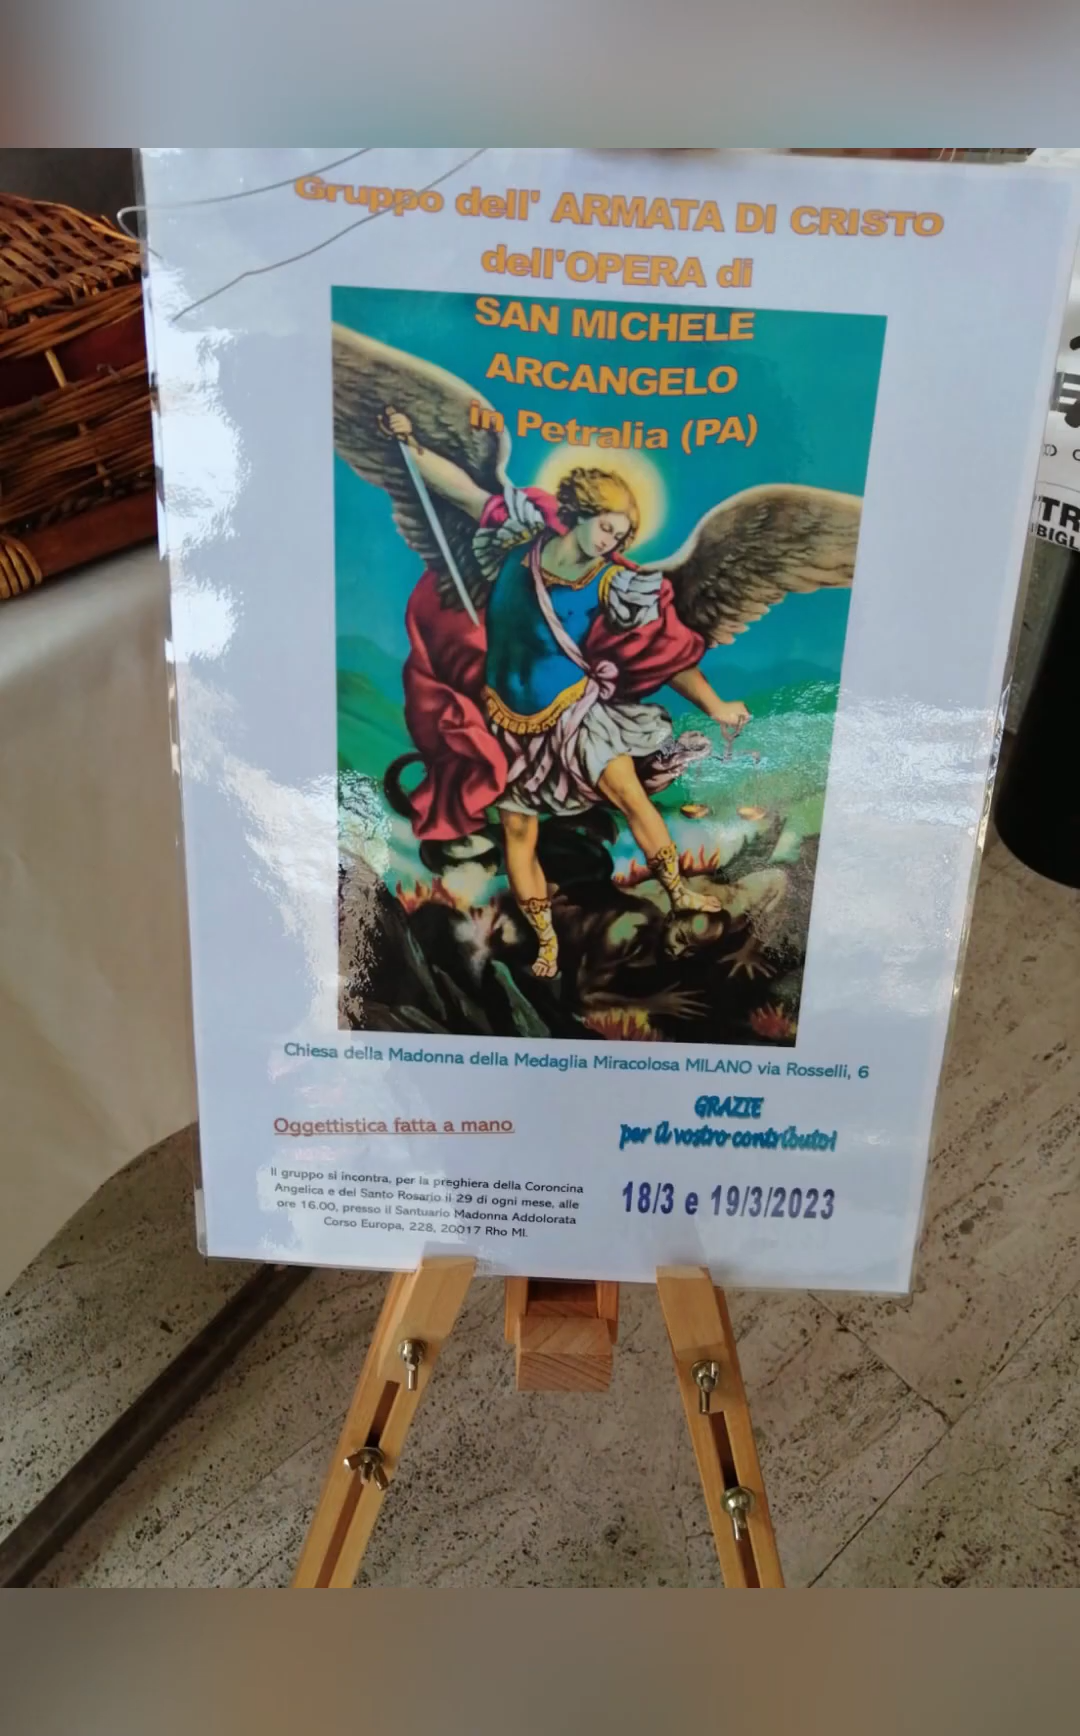 Gruppo dell' ARMATA DI CRISTO
dell'OPERA di
SAN MICHELE
ARCANGELO
in Petralia (PA)
Chiesa della Madonna della Medaglia Miracolosa MILANO via Rosselli, 6
GRAZIE
per il vostro contributo!
Oggettistica fatta a mano
Il gruppo si incontra, per la preghiera della Coroncina
Angelica e del Santo Rosario il 29 di ogni mese, alle
ore 16.00, presso il Santuario Madonna Addolorata
Corso Europa, 228, 20017 Rho MI.
18/3 e 19/3/2023